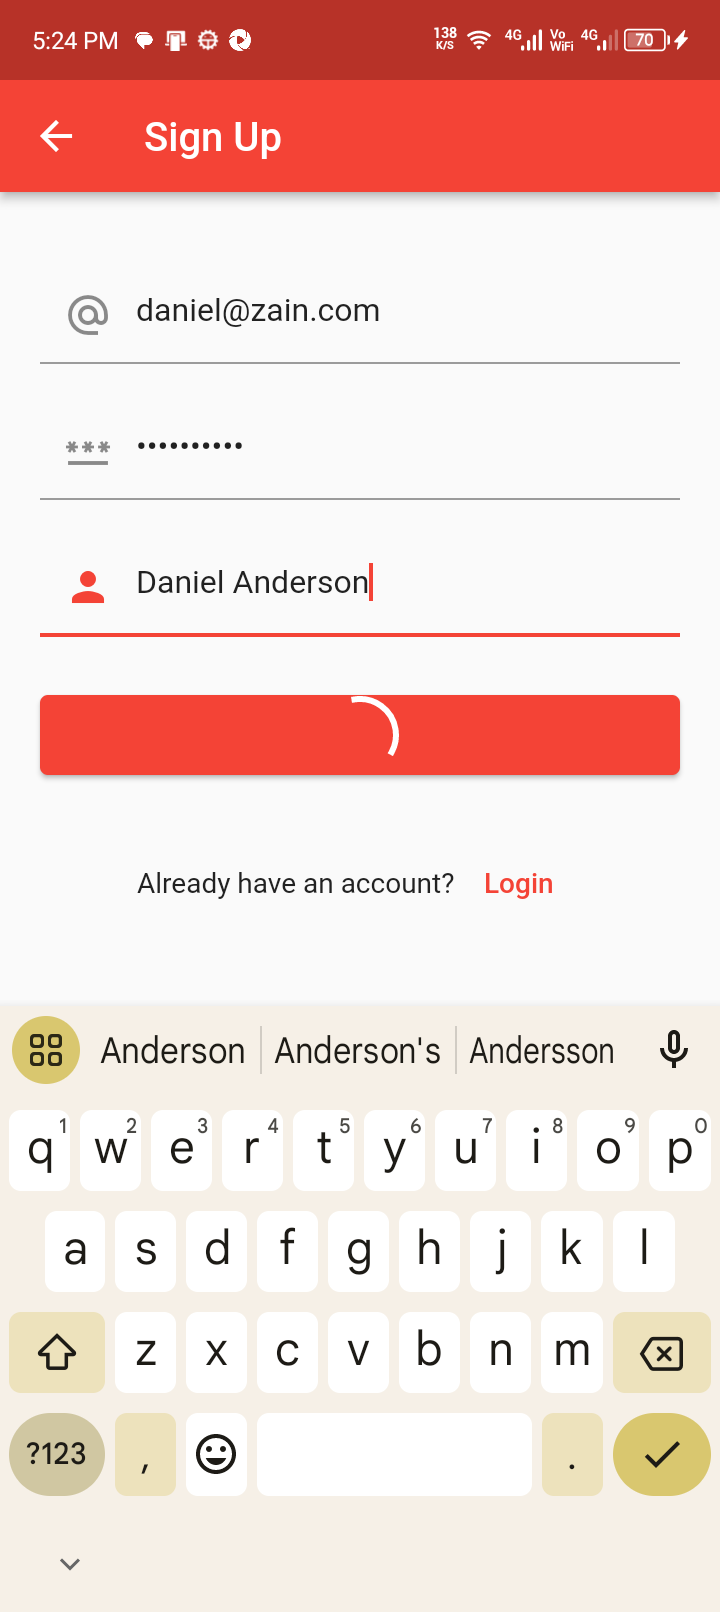 5:24 PM 138 K/S 4G Vo WiFi 4G 70
Sign Up
daniel@zain.com
••••••••••
Daniel Anderson
Already have an account? Login
Anderson Anderson's Andersson
q1 w2 e3 r4 t5 y6 u7 i8 o9 p0
a s d f g h j k l
z x c v b n m
?123 , .